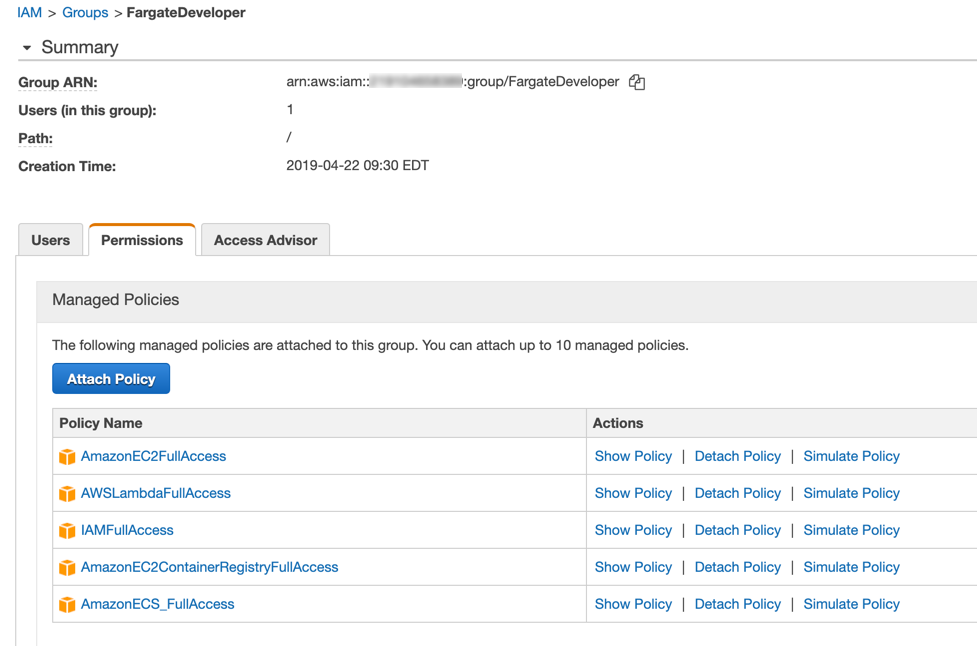 IAM > Groups > FargateDeveloper
Summary
Group ARN: arn:aws:iam:: :group/FargateDeveloper
Users (in this group): 1
Path: /
Creation Time: 2019-04-22 09:30 EDT
Users Permissions Access Advisor
Managed Policies
The following managed policies are attached to this group. You can attach up to 10 managed policies.
Attach Policy
Policy Name Actions
AmazonEC2FullAccess Show Policy | Detach Policy | Simulate Policy
AWSLambdaFullAccess Show Policy | Detach Policy | Simulate Policy
IAMFullAccess Show Policy | Detach Policy | Simulate Policy
AmazonEC2ContainerRegistryFullAccess Show Policy | Detach Policy | Simulate Policy
AmazonECS_FullAccess Show Policy | Detach Policy | Simulate Policy